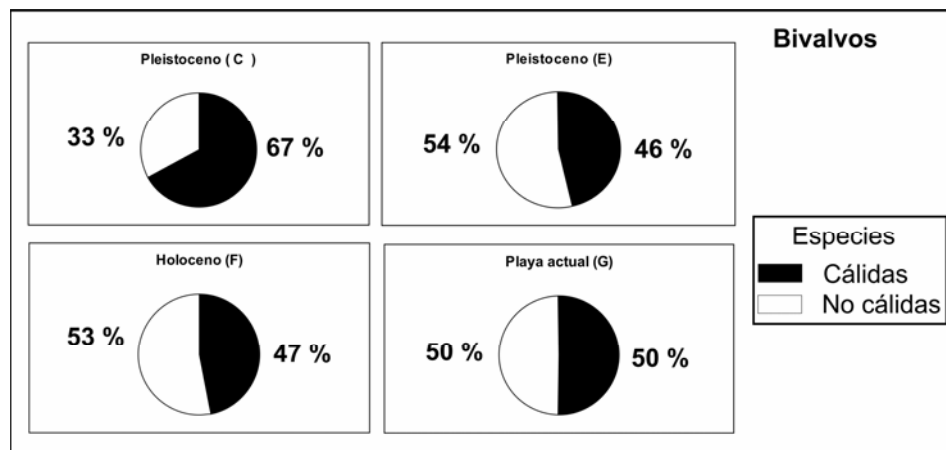 Bivalvos
Pleistoceno ( C )
33 %
67 %
Pleistoceno (E)
54 %
46 %
Holoceno (F)
53 %
47 %
Playa actual (G)
50 %
50 %
Especies
Cálidas
No cálidas